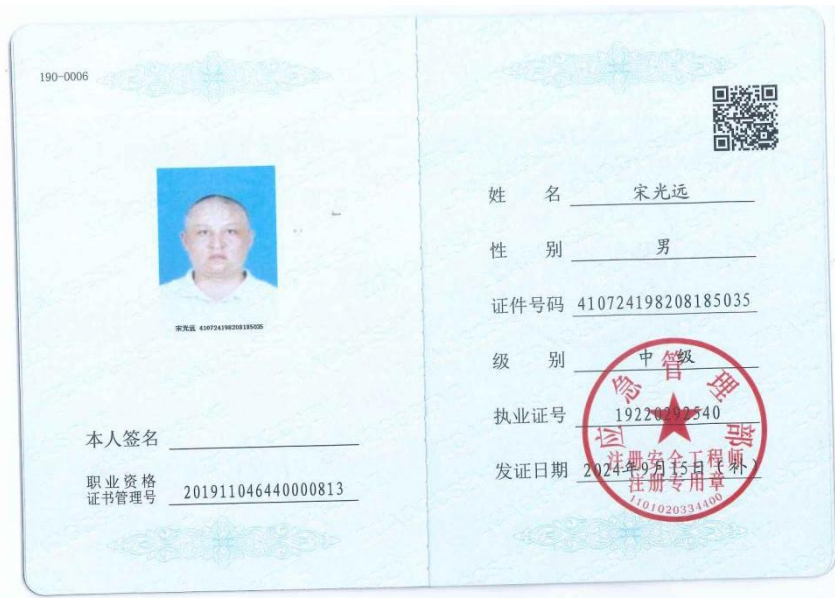 190-0006
宋光远 410724198208185035
本人签名
职业资格
证书管理号 201911046440000813
姓 名 宋光远
性 别 男
证件号码 410724198208185035
级 别 中级
执业证号 19220292540
发证日期 2024年9月15日(补)
应急管理部
注册安全工程师
注册专用章
1101020334400